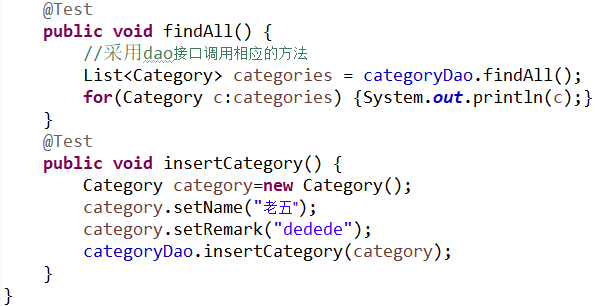 @Test
public void findAll() {
//采用dao接口调用相应的方法
List<Category> categories = categoryDao.findAll();
for(Category c:categories) {System.out.println(c);}
}
@Test
public void insertCategory() {
Category category=new Category();
category.setName("老五");
category.setRemark("dedede");
categoryDao.insertCategory(category);
}
}